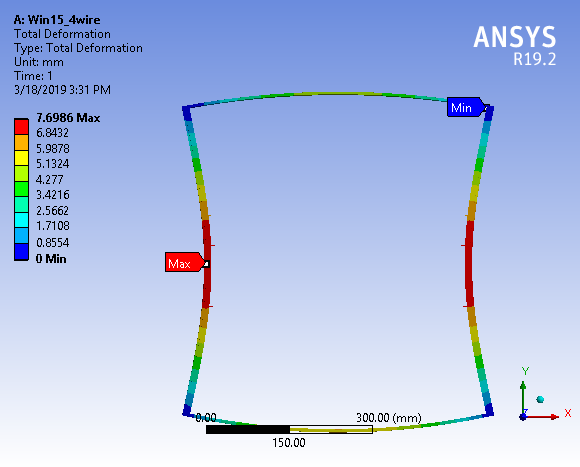 A: Win15_4wire
Total Deformation
Type: Total Deformation
Unit: mm
Time: 1
3/18/2019 3:31 PM
ANSYS
R19.2
7.6986 Max
6.8432
5.9878
5.1324
4.277
3.4216
2.5662
1.7108
0.8554
0 Min
Min
Max
0.00
300.00 (mm)
150.00
Y
X
Z